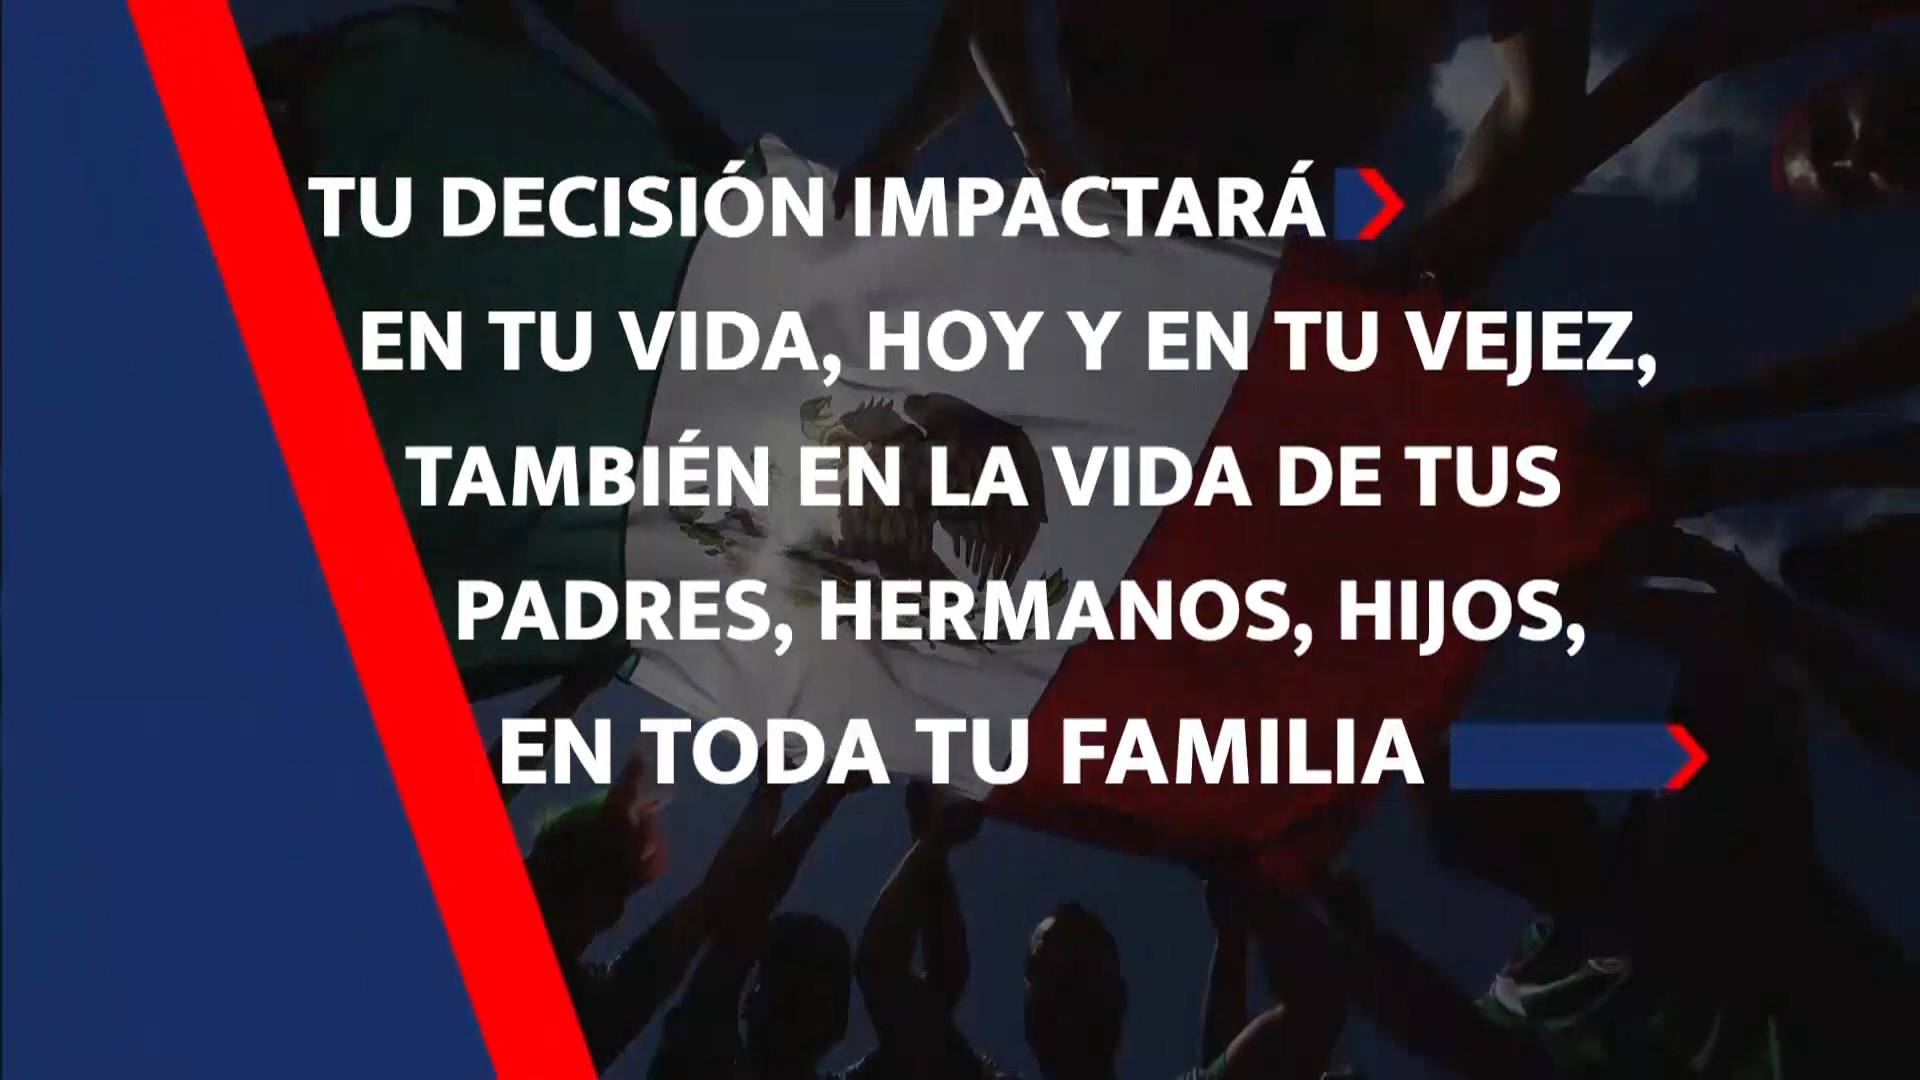 TU DECISIÓN IMPACTARÁ
EN TU VIDA, HOY Y EN TU VEJEZ,
TAMBIÉN EN LA VIDA DE TUS
PADRES, HERMANOS, HIJOS,
EN TODA TU FAMILIA